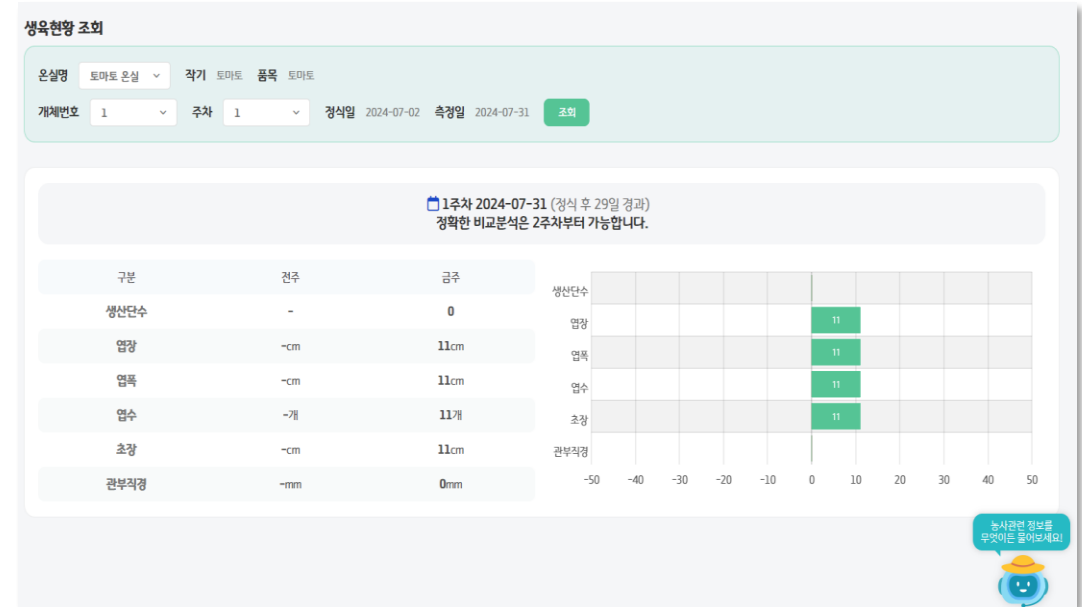 생육현황 조회
온실명 토마토 온실 작기 토마토 품목 토마토
개체번호 1 주차 1 정식일 2024-07-02 측정일 2024-07-31 조회
1주차 2024-07-31 (정식 후 29일 경과)
정확한 비교분석은 2주차부터 가능합니다.
구분 전주 금주
생산단수 - 0
엽장 -cm 11cm
엽폭 -cm 11cm
엽수 -개 11개
초장 -cm 11cm
관부직경 -mm 0mm
생산단수
엽장 11
엽폭 11
엽수 11
초장 11
관부직경
-50 -40 -30 -20 -10 0 10 20 30 40 50
농사관련 정보를
무엇이든 물어보세요!